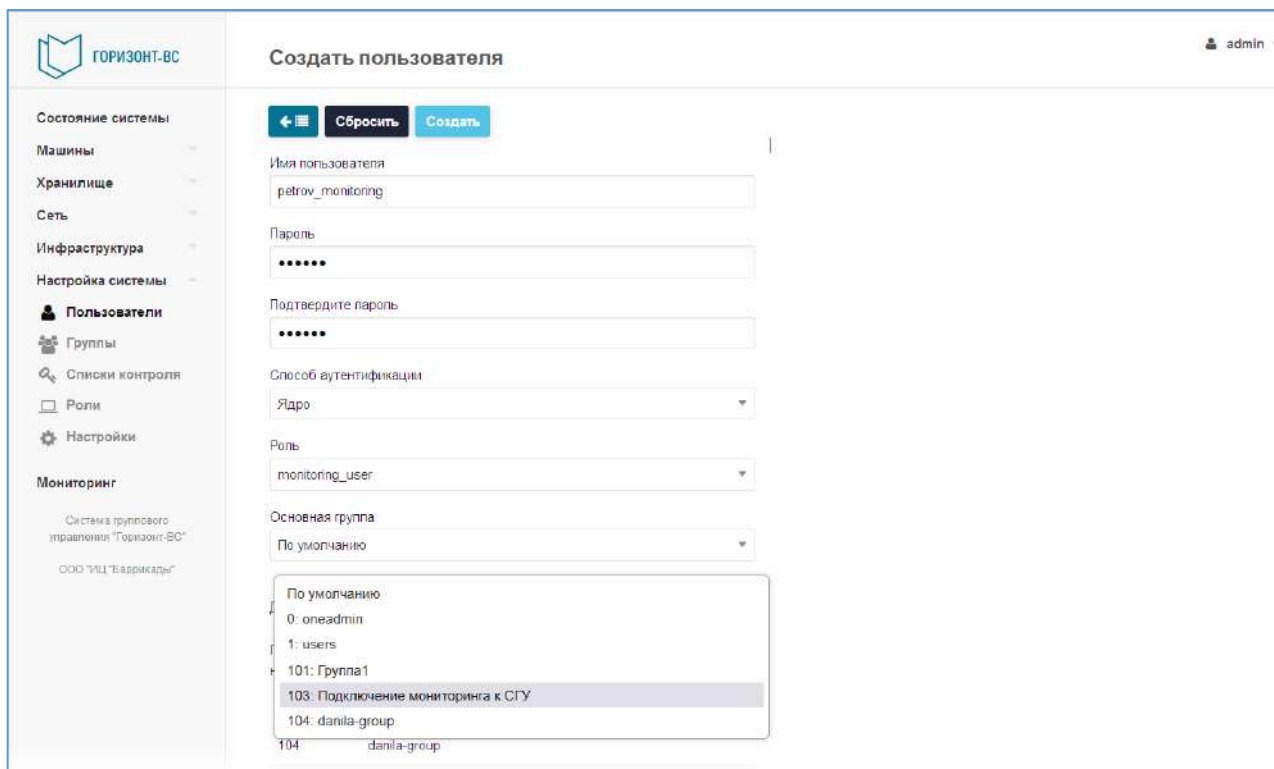 ГОРИЗОНТ-ВС
Создать пользователя
admin
Состояние системы
Машины
Хранилище
Сеть
Инфраструктура
Настройка системы
Пользователи
Группы
Списки контроля
Роли
Настройки
Мониторинг
Система группового
управления "Горизонт-ВС"
ООО "ИЦ "Баррикады"
Сбросить
Создать
Имя пользователя
petrov_monitoring
Пароль
••••••
Подтвердите пароль
••••••
Способ аутентификации
Ядро
Роль
monitoring_user
Основная группа
По умолчанию
По умолчанию
0: oneadmin
1: users
101: Группа1
103: Подключение мониторинга к СГУ
104: danila-group
104 danila-group